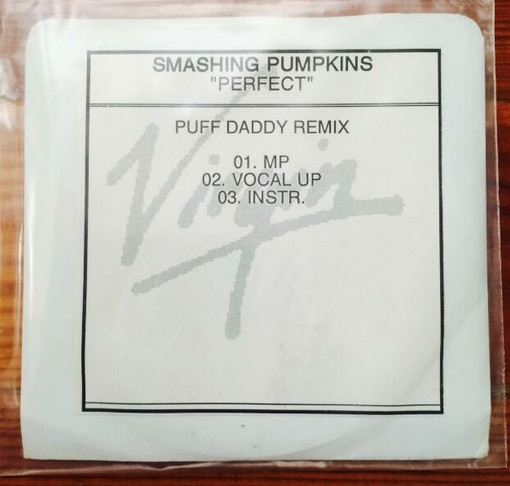 SMASHING PUMPKINS
"PERFECT"
PUFF DADDY REMIX
01. MP
02. VOCAL UP
03. INSTR.
Virgin